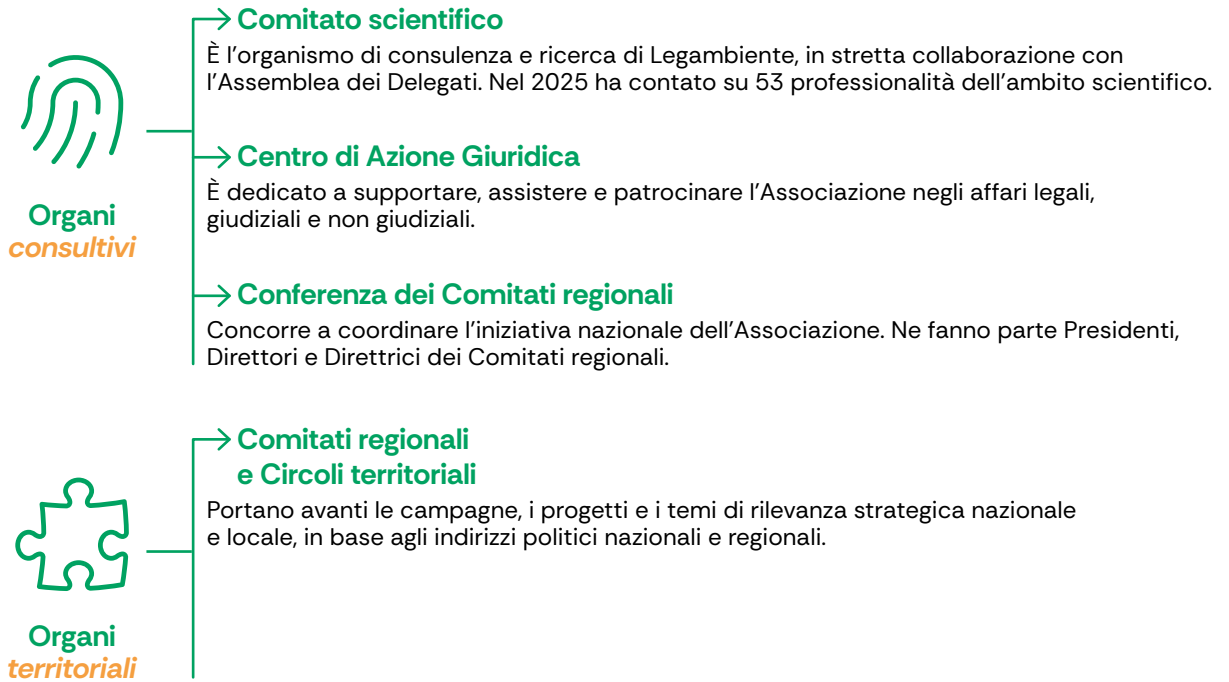 Comitato scientifico
È l'organismo di consulenza e ricerca di Legambiente, in stretta collaborazione con
l'Assemblea dei Delegati. Nel 2025 ha contato su 53 professionalità dell'ambito scientifico.
Centro di Azione Giuridica
È dedicato a supportare, assistere e patrocinare l'Associazione negli affari legali,
giudiziali e non giudiziali.
Organi
consultivi
Conferenza dei Comitati regionali
Concorre a coordinare l'iniziativa nazionale dell'Associazione. Ne fanno parte Presidenti,
Direttori e Direttrici dei Comitati regionali.
Comitati regionali
e Circoli territoriali
Portano avanti le campagne, i progetti e i temi di rilevanza strategica nazionale
e locale, in base agli indirizzi politici nazionali e regionali.
Organi
territoriali